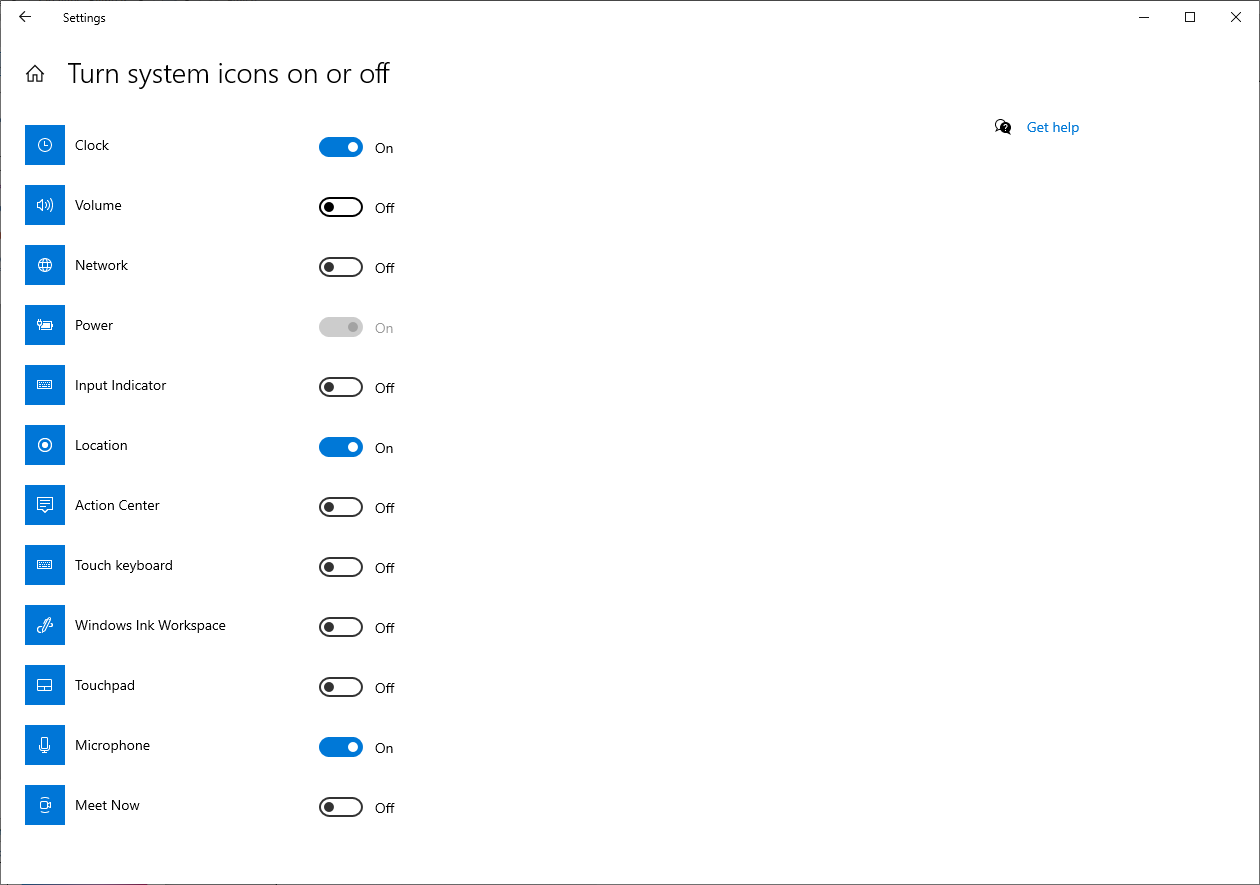 Settings
Turn system icons on or off
Get help
Clock On
Volume Off
Network Off
Power On
Input Indicator Off
Location On
Action Center Off
Touch keyboard Off
Windows Ink Workspace Off
Touchpad Off
Microphone On
Meet Now Off